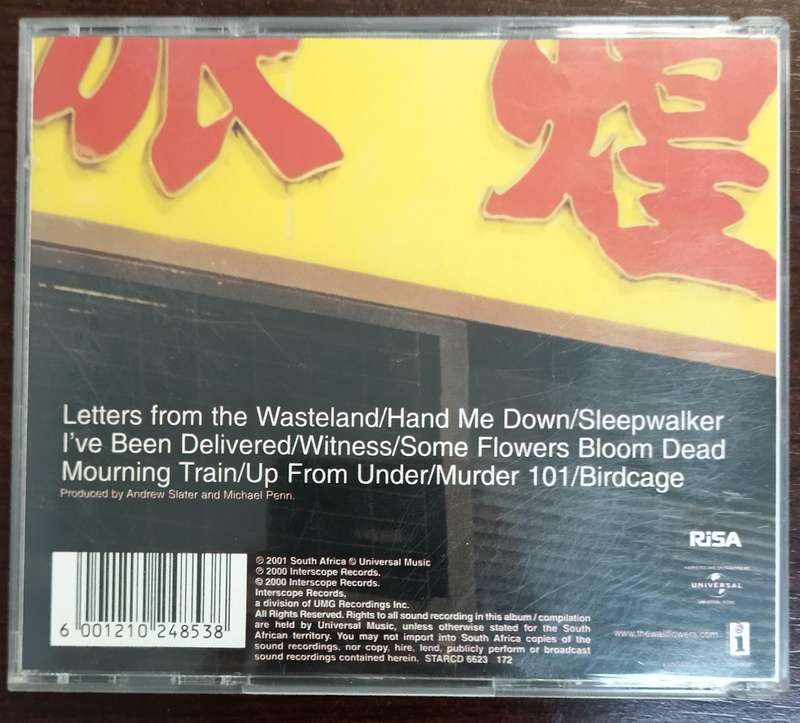 煌
Letters from the Wasteland/Hand Me Down/Sleepwalker
I've Been Delivered/Witness/Some Flowers Bloom Dead
Mourning Train/Up From Under/Murder 101/Birdcage
Produced by Andrew Slater and Michael Penn.
RiSA
℗ 2001 South Africa © Universal Music
℗ 2000 Interscope Records.
© 2000 Interscope Records.
Interscope Records,
a division of UMG Recordings Inc.
All Rights Reserved. Rights to all sound recording in this album / compilation
are held by Universal Music, unless otherwise stated for the South
African territory. You may not import into South Africa copies of the
sound recordings, nor copy, hire, lend, publicly perform or broadcast
sound recordings contained herein. STARCD 6623 172
6 001210 248538
UNIVERSAL
www.thewallflowers.com
i